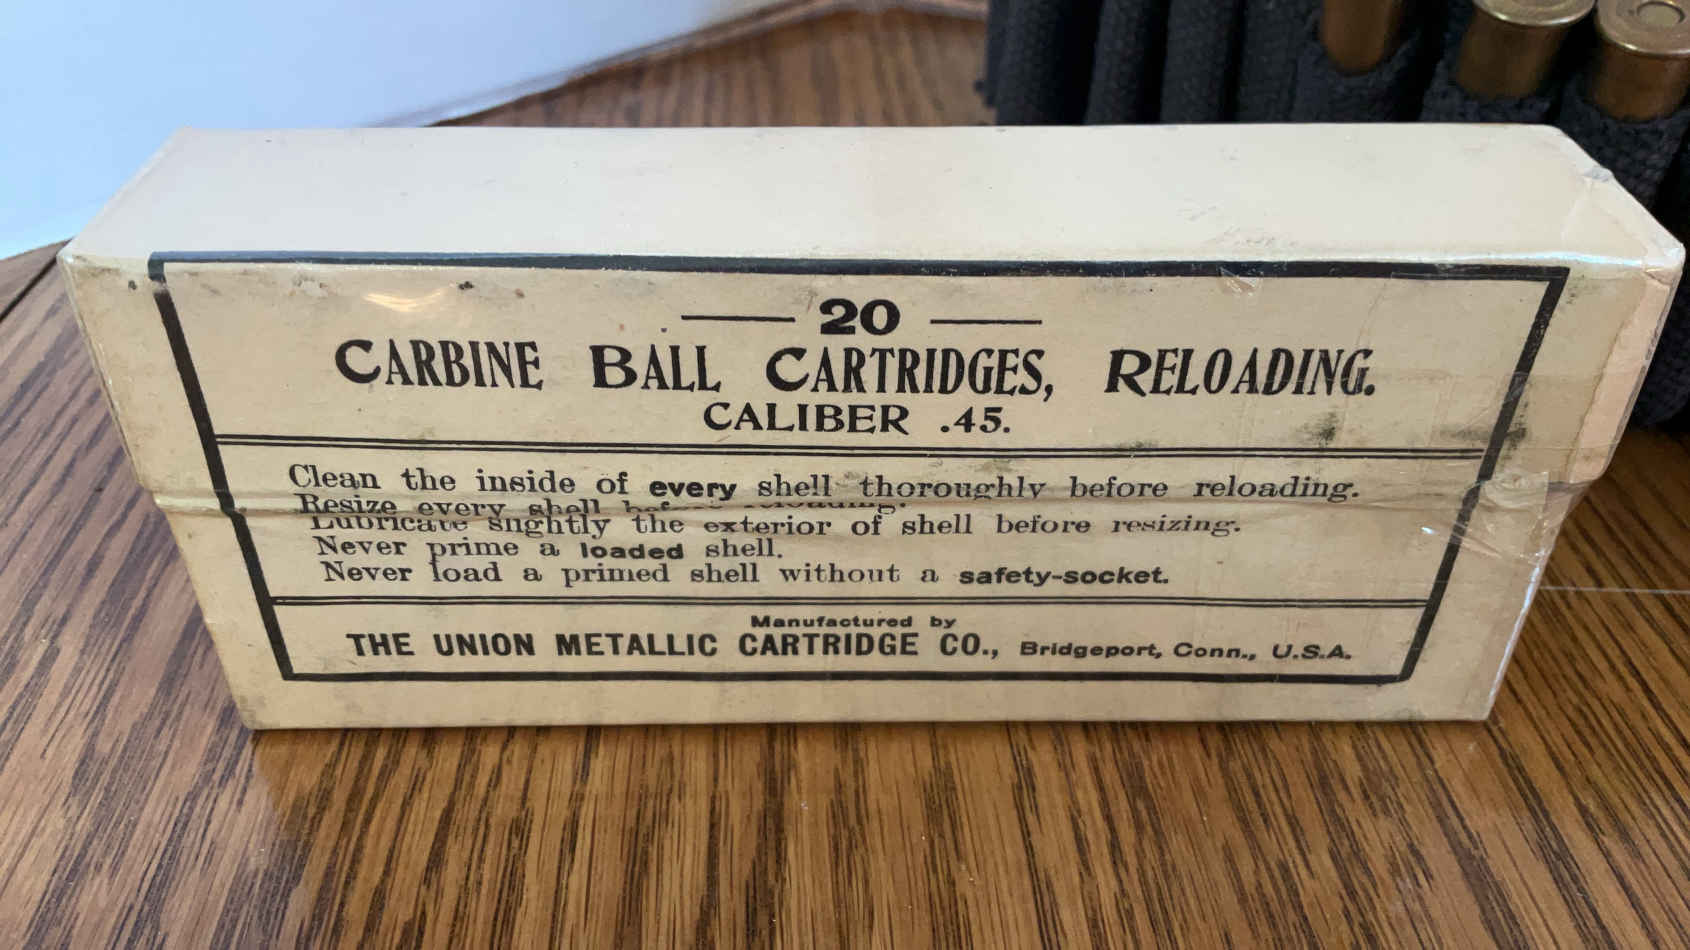 20
CARBINE BALL CARTRIDGES, RELOADING.
CALIBER .45.
Clean the inside of every shell thoroughly before reloading.
Resize every shell before reloading.
Lubricate slightly the exterior of shell before resizing.
Never prime a loaded shell.
Never load a primed shell without a safety-socket.
Manufactured by
THE UNION METALLIC CARTRIDGE CO., Bridgeport, Conn., U.S.A.